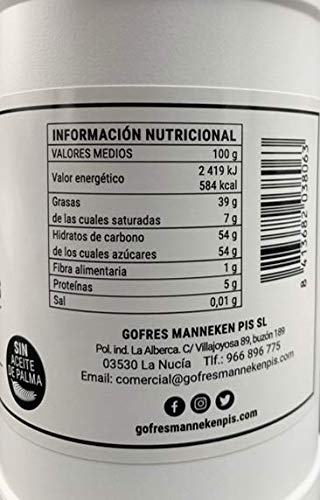 INFORMACIÓN NUTRICIONAL
VALORES MEDIOS 100 g
Valor energético 2 419 kJ
584 kcal
Grasas 39 g
de las cuales saturadas 7 g
Hidratos de carbono 54 g
de los cuales azúcares 54 g
Fibra alimentaria 1 g
Proteínas 5 g
Sal 0,01 g
8 413682 038063
SIN
ACEITE
DE PALMA
GOFRES MANNEKEN PIS SL
Pol. ind. La Alberca. C/ Villajoyosa 89, buzón 189
03530 La Nucía Tlf.: 966 896 775
Email: comercial@gofresmannekenpis.com
gofresmannekenpis.com